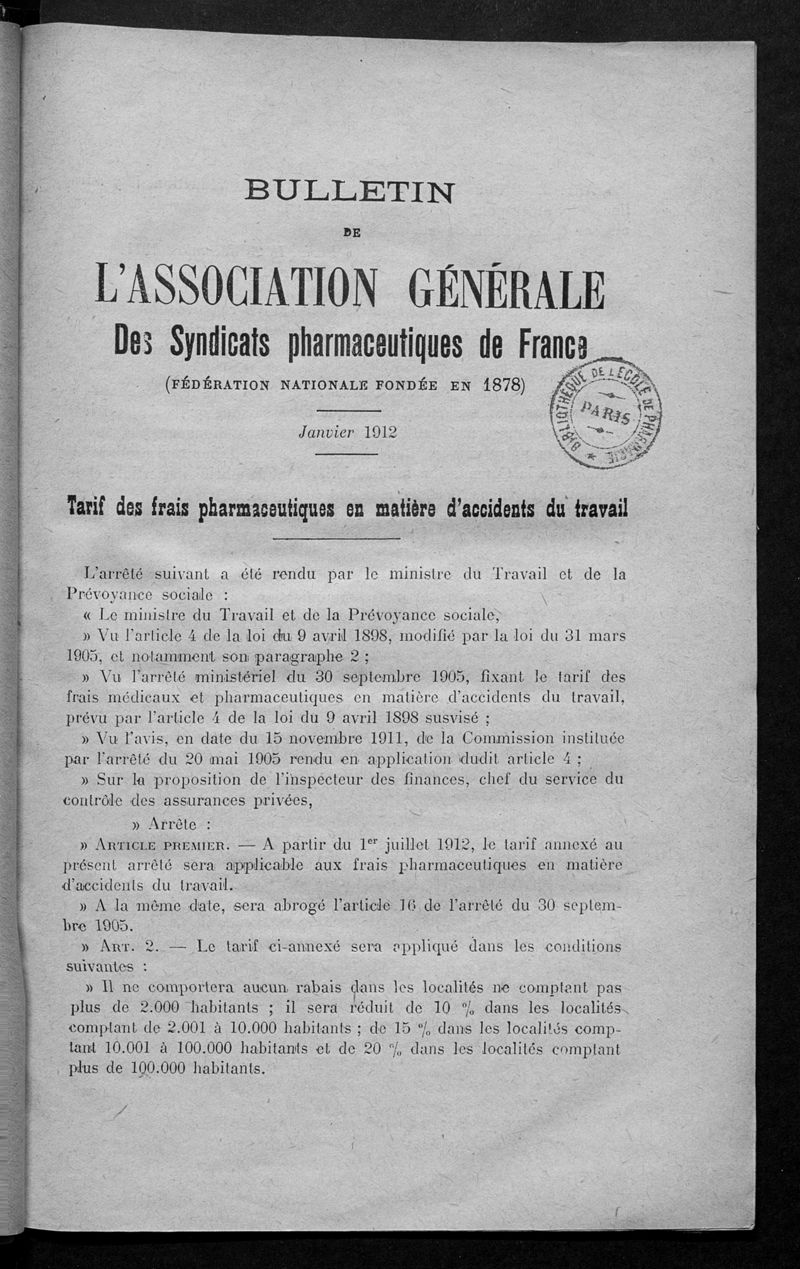 BULLETIN
DE
L'ASSOCIATION GÉNÉRALE
Des Syndicats pharmaceutiques de France
(FÉDÉRATION NATIONALE FONDÉE EN 1878)
BIBLIOTHÈQUE DE L'ÉCOLE DE PHARMACIE
PARIS
Janvier 1912
Tarif des frais pharmaceutiques en matière d'accidents du travail
L'arrêté suivant a été rendu par le ministre du Travail et de la
Prévoyance sociale :
« Le ministre du Travail et de la Prévoyance sociale,
» Vu l'article 4 de la loi du 9 avril 1898, modifié par la loi du 31 mars
1905, et notamment son paragraphe 2 ;
» Vu l'arrêté ministériel du 30 septembre 1905, fixant le tarif des
frais médicaux et pharmaceutiques en matière d'accidents du travail,
prévu par l'article 4 de la loi du 9 avril 1898 susvisé ;
» Vu l'avis, en date du 15 novembre 1911, de la Commission instituée
par l'arrêté du 20 mai 1905 rendu en application dudit article 4 ;
» Sur la proposition de l'inspecteur des finances, chef du service du
contrôle des assurances privées,
» Arrête :
» ARTICLE PREMIER. — A partir du 1er juillet 1912, le tarif annexé au
présent arrêté sera applicable aux frais pharmaceutiques en matière
d'accidents du travail.
» A la même date, sera abrogé l'article 16 de l'arrêté du 30 septem-
bre 1905.
» ART. 2. — Le tarif ci-annexé sera appliqué dans les conditions
suivantes :
» Il ne comportera aucun rabais dans les localités ne comptant pas
plus de 2.000 habitants ; il sera réduit de 10 % dans les localités
comptant de 2.001 à 10.000 habitants ; de 15 % dans les localités comp-
tant 10.001 à 100.000 habitants et de 20 % dans les localités comptant
plus de 100.000 habitants.